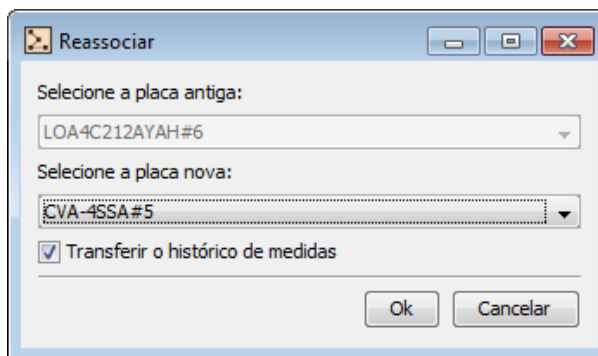 Reassociar
Selecione a placa antiga:
LOA4C212AYAH#6
Selecione a placa nova:
CVA-4SSA#5
Transferir o histórico de medidas
Ok Cancelar